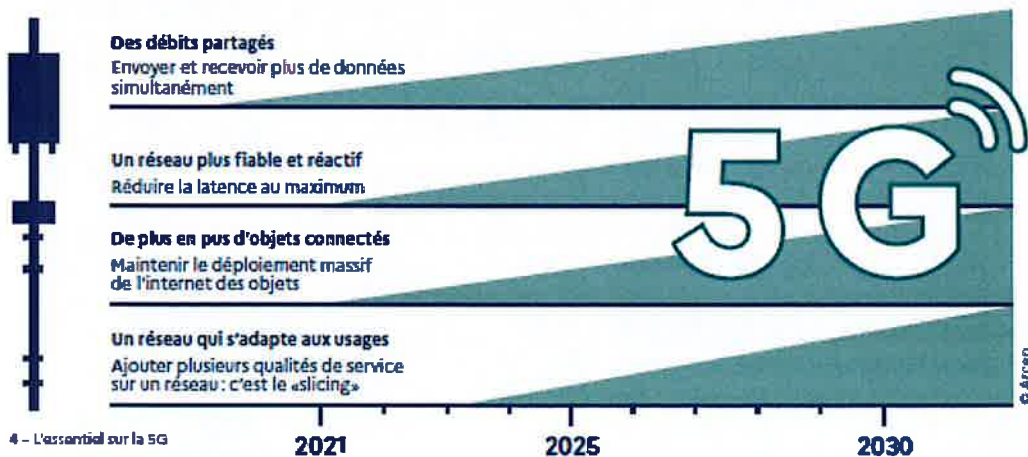 Des débits partagés
Envoyer et recevoir plus de données
simultanément
Un réseau plus fiable et réactif
Réduire la latence au maximum
De plus en pus d'objets connectés
Maintenir le déploiement massif
de l'internet des objets
Un réseau qui s'adapte aux usages
Ajouter plusieurs qualités de service
sur un réseau : c'est le «slicing»
5G
© Arcep
2021
2025
2030
4 – L'essentiel sur la 5G